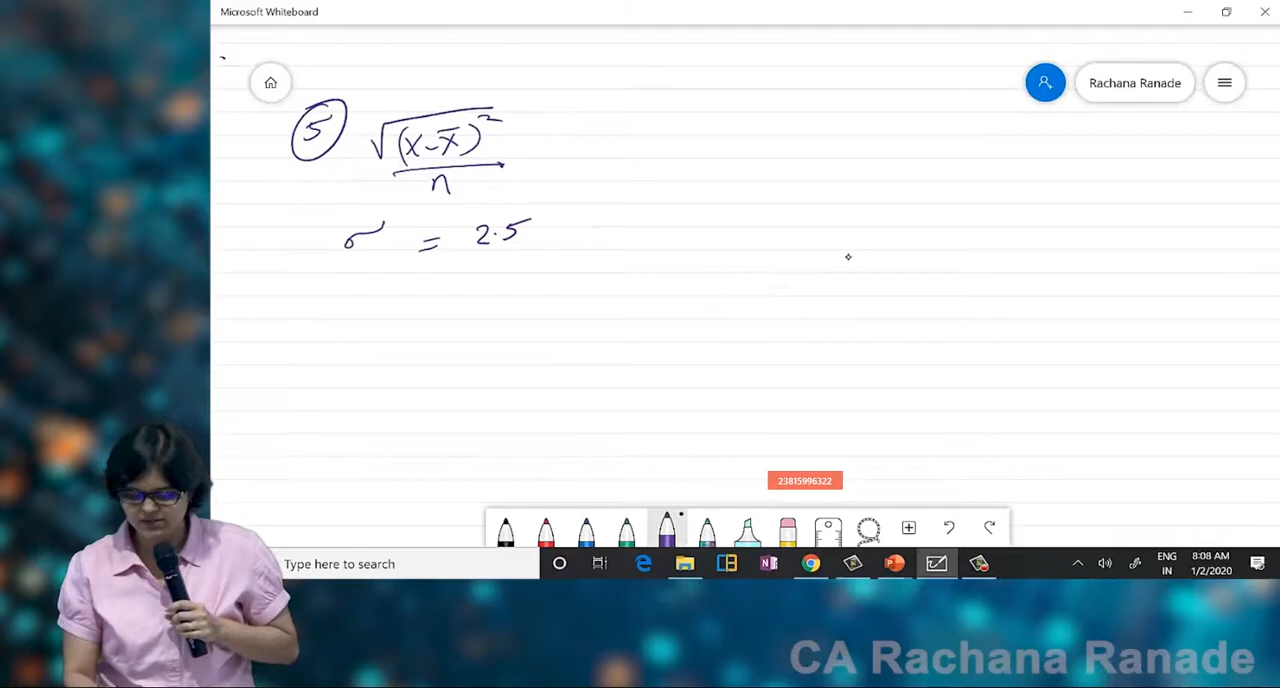 Microsoft Whiteboard
Rachana Ranade
5 √(x-x̄)²
n
σ = 2.5
23815996322
Type here to search
ENG 8:08 AM
IN 1/2/2020
CA Rachana Ranade